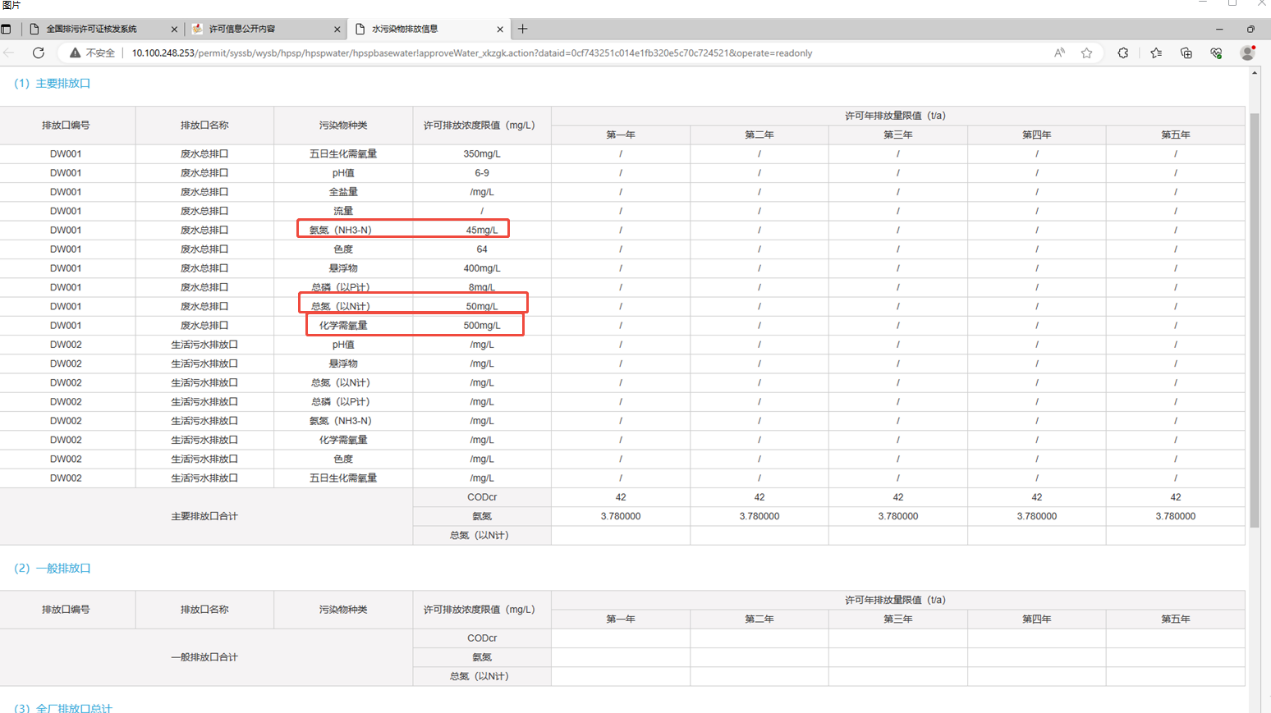 图片
全国排污许可证核发系统 许可信息公开内容 水污染物排放信息
不安全 10.100.248.253/permit/syssb/wysb/hpsp/hpspwater/hpspbasewater!approveWater_xkzgk.action?dataid=0cf743251c014e1fb320e5c70c724521&operate=readonly
（1）主要排放口
排放口编号 排放口名称 污染物种类 许可排放浓度限值（mg/L） 许可年排放量限值（t/a）
第一年 第二年 第三年 第四年 第五年
DW001 废水总排口 五日生化需氧量 350mg/L / / / / /
DW001 废水总排口 pH值 6-9 / / / / /
DW001 废水总排口 全盐量 /mg/L / / / / /
DW001 废水总排口 流量 / / / / / /
DW001 废水总排口 氨氮（NH3-N） 45mg/L / / / / /
DW001 废水总排口 色度 64 / / / / /
DW001 废水总排口 悬浮物 400mg/L / / / / /
DW001 废水总排口 总磷（以P计） 8mg/L / / / / /
DW001 废水总排口 总氮（以N计） 50mg/L / / / / /
DW001 废水总排口 化学需氧量 500mg/L / / / / /
DW002 生活污水排放口 pH值 /mg/L / / / / /
DW002 生活污水排放口 悬浮物 /mg/L / / / / /
DW002 生活污水排放口 总氮（以N计） /mg/L / / / / /
DW002 生活污水排放口 总磷（以P计） /mg/L / / / / /
DW002 生活污水排放口 氨氮（NH3-N） /mg/L / / / / /
DW002 生活污水排放口 化学需氧量 /mg/L / / / / /
DW002 生活污水排放口 色度 /mg/L / / / / /
DW002 生活污水排放口 五日生化需氧量 /mg/L / / / / /
CODcr 42 42 42 42 42
主要排放口合计 氨氮 3.780000 3.780000 3.780000 3.780000 3.780000
总氮（以N计）
（2）一般排放口
排放口编号 排放口名称 污染物种类 许可排放浓度限值（mg/L） 许可年排放量限值（t/a）
第一年 第二年 第三年 第四年 第五年
CODcr
一般排放口合计 氨氮
总氮（以N计）
（3）全厂排放口总计